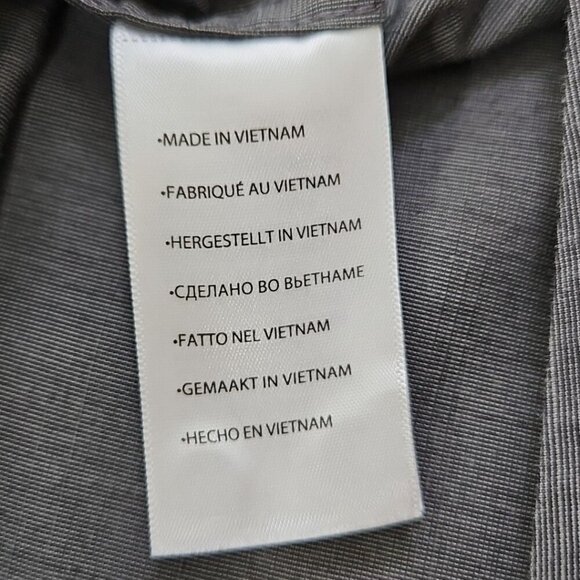 •MADE IN VIETNAM
•FABRIQUÉ AU VIETNAM
•HERGESTELLT IN VIETNAM
•СДЕЛАНО ВО ВЬЕТНАМЕ
•FATTO NEL VIETNAM
•GEMAAKT IN VIETNAM
•HECHO EN VIETNAM